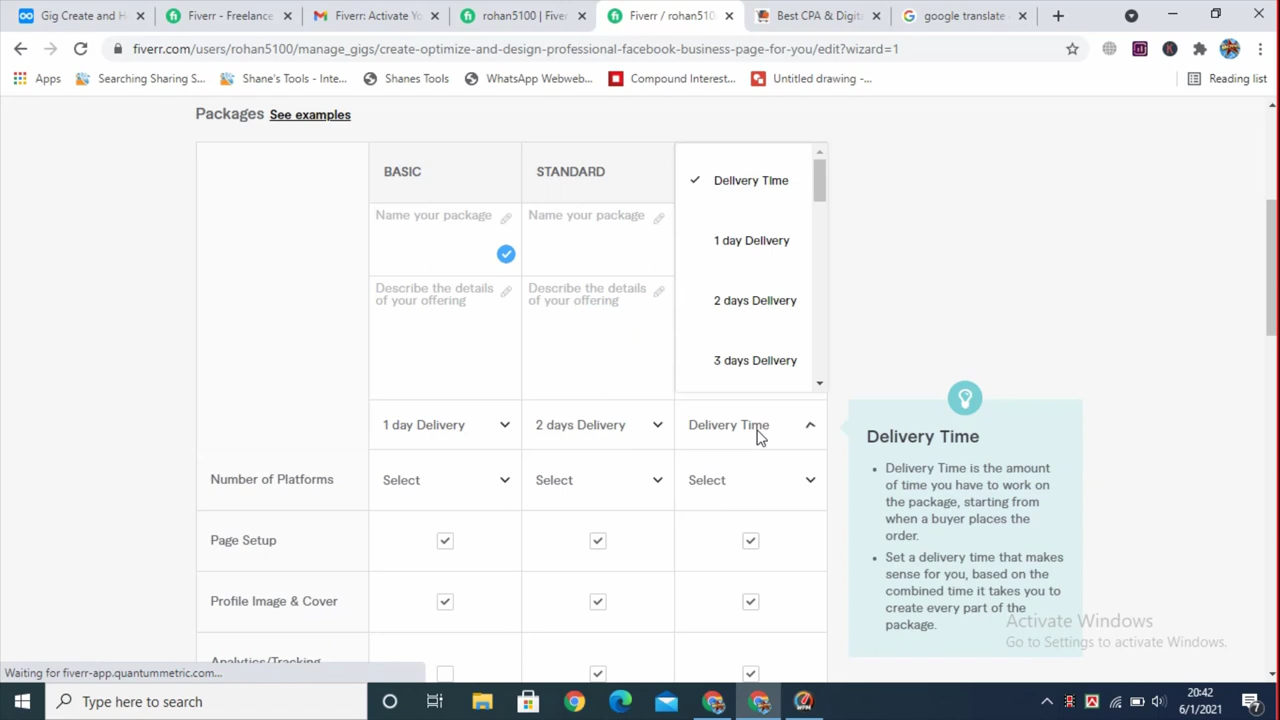 Gig Create and H
Fiverr - Freelance
Fiverr: Activate Yo
rohan5100 | Fiverr
Fiverr / rohan5100
Best CPA & Digita
google translate
fiverr.com/users/rohan5100/manage_gigs/create-optimize-and-design-professional-facebook-business-page-for-you/edit?wizard=1
Apps
Searching Sharing S...
Shane's Tools - Inte...
Shanes Tools
WhatsApp Webweb...
Compound Interest...
Untitled drawing -...
Reading list
Packages See examples
BASIC
STANDARD
Delivery Time
1 day Delivery
2 days Delivery
3 days Delivery
Name your package
Name your package
Describe the details
of your offering
Describe the details
of your offering
1 day Delivery
2 days Delivery
Delivery Time
Number of Platforms
Select
Select
Select
Page Setup
Profile Image & Cover
Analytics/Tracking
Delivery Time
• Delivery Time is the amount
of time you have to work on
the package, starting from
when a buyer places the
order.
• Set a delivery time that makes
sense for you, based on the
combined time it takes you to
create every part of the
package.
Activate Windows
Go to Settings to activate Windows.
Waiting for fiverr-app.quantummetric.com...
Type here to search
20:42
6/1/2021
7